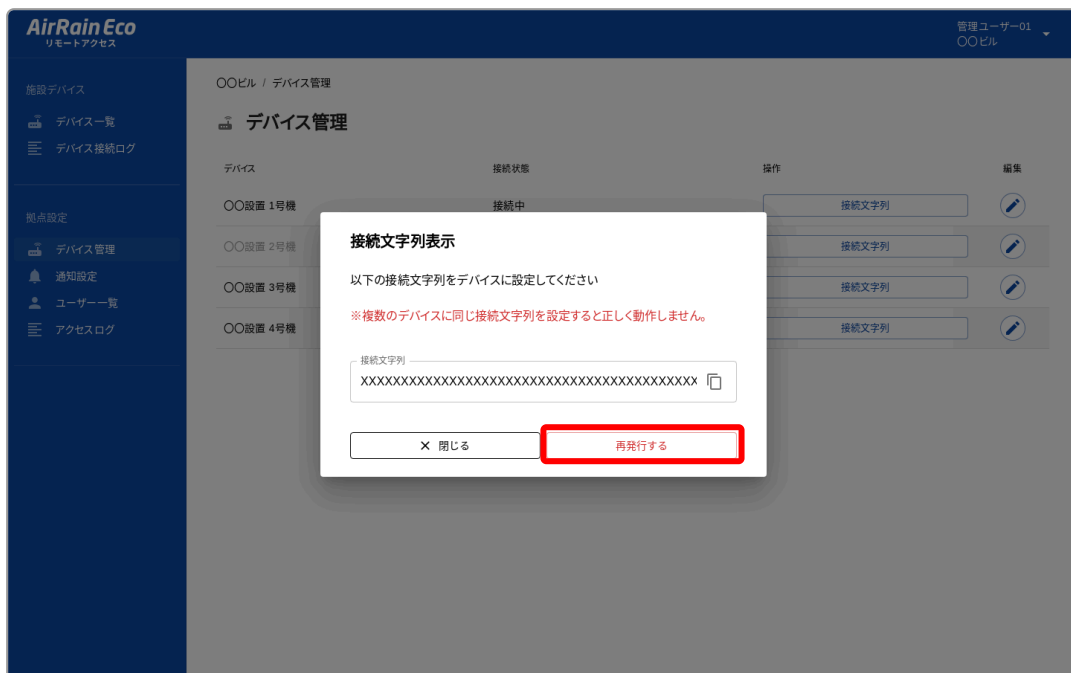 AirRain Eco
リモートアクセス
管理ユーザー01
〇〇ビル
施設デバイス
デバイス一覧
デバイス接続ログ
拠点設定
デバイス管理
通知設定
ユーザー一覧
アクセスログ
〇〇ビル / デバイス管理
デバイス管理
デバイス 接続状態 操作 編集
〇〇設置 1号機 接続中 接続文字列
〇〇設置 2号機 接続文字列
〇〇設置 3号機 接続文字列
〇〇設置 4号機 接続文字列
接続文字列表示
以下の接続文字列をデバイスに設定してください
※複数のデバイスに同じ接続文字列を設定すると正しく動作しません。
接続文字列
XXXXXXXXXXXXXXXXXXXXXXXXXXXXXXXXXXXXXXXXXX
閉じる 再発行する